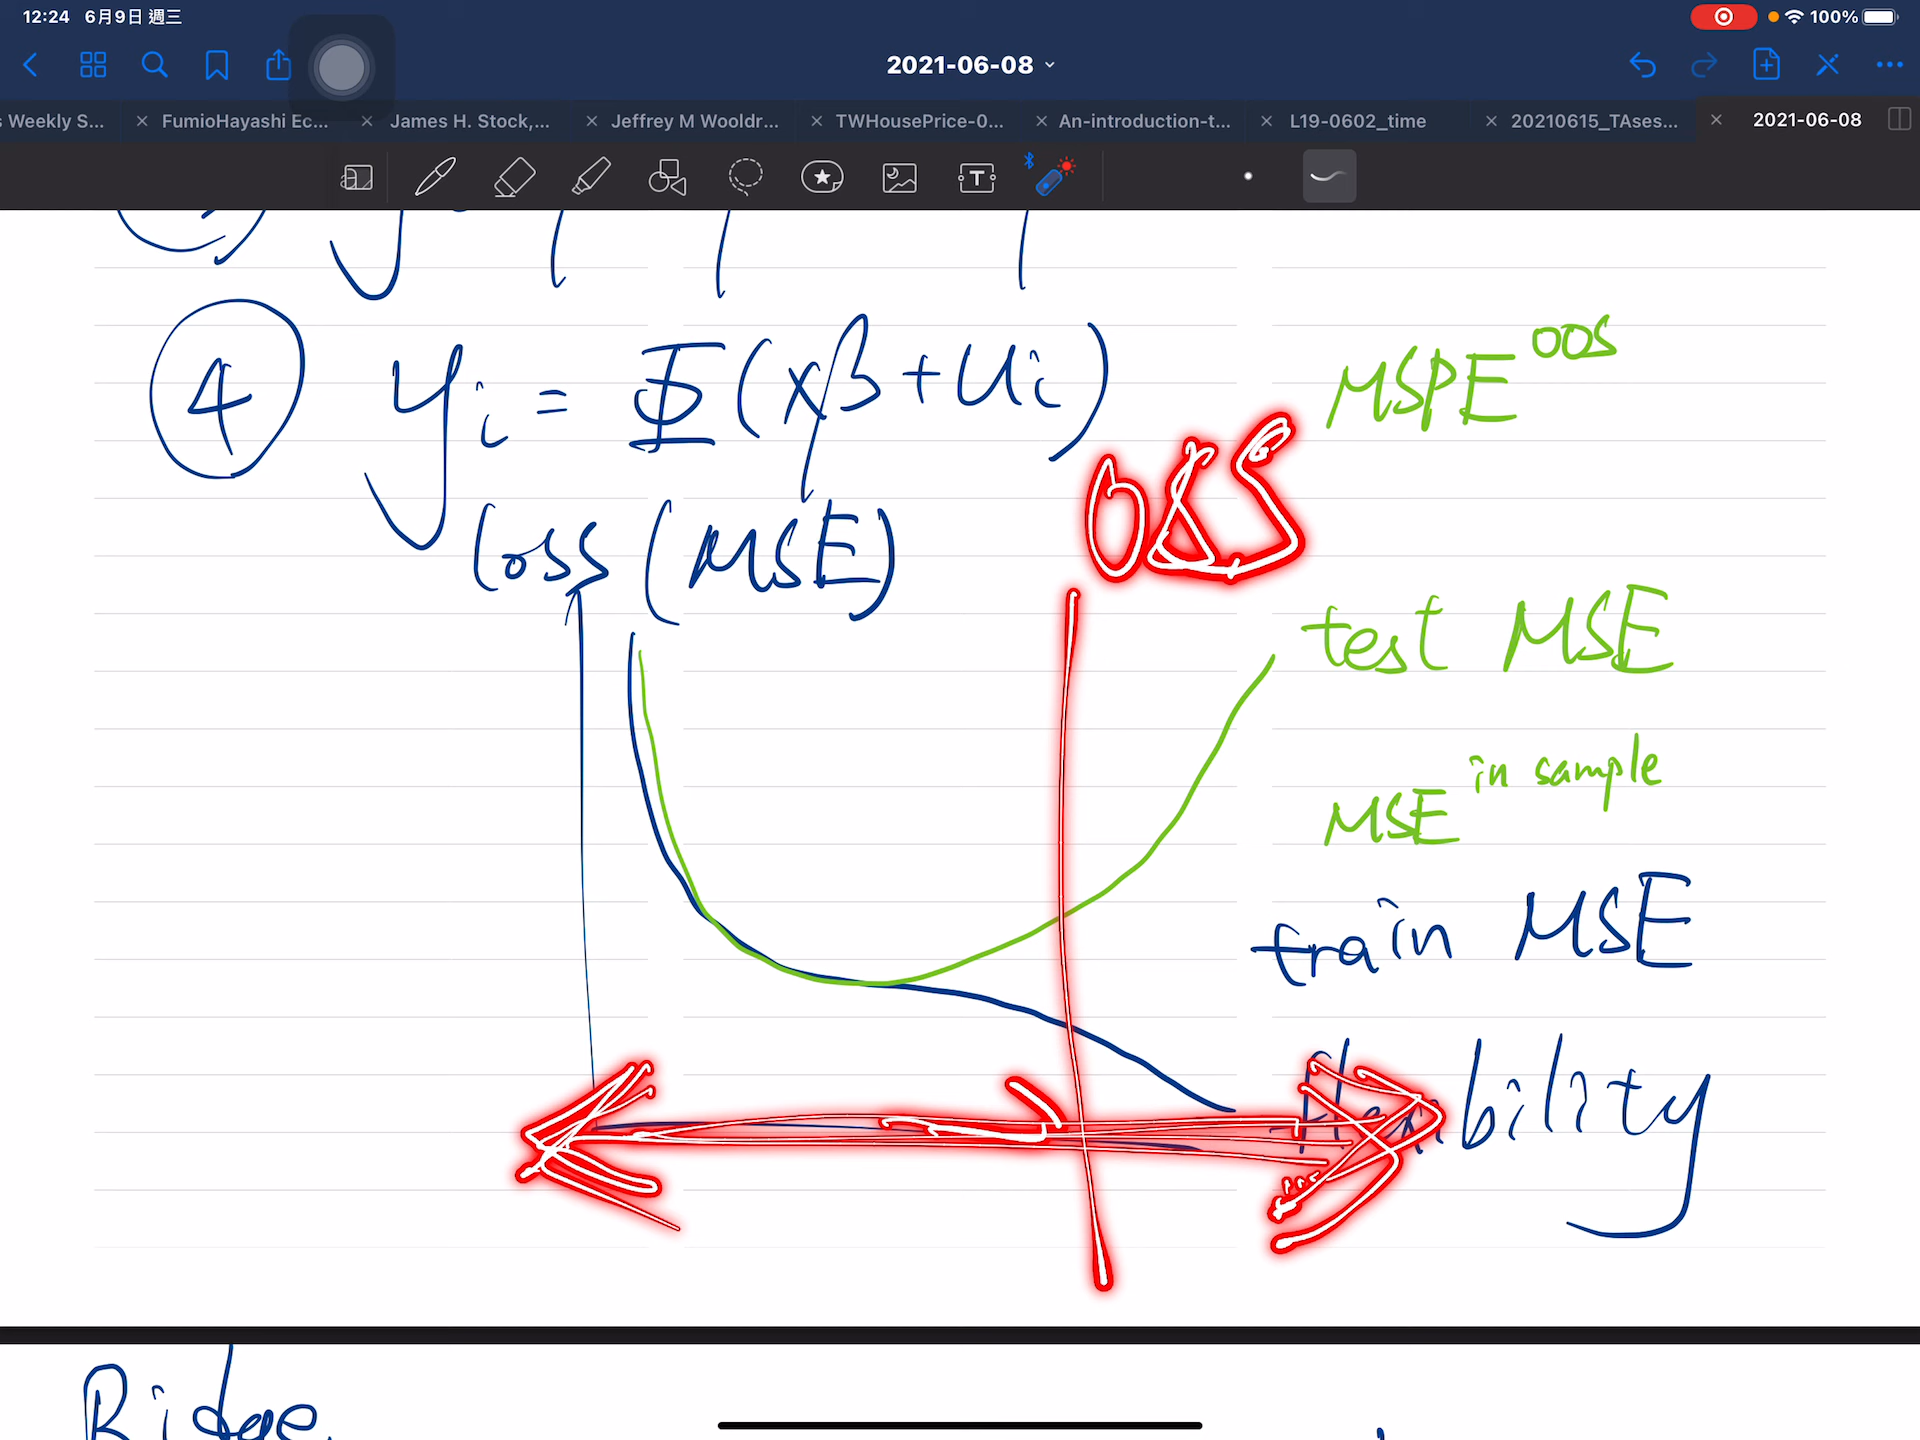 12:24 6月9日 週三
100%
2021-06-08
s Weekly S...
FumioHayashi Ec...
James H. Stock,...
Jeffrey M Wooldr...
TWHousePrice-0...
An-introduction-t...
L19-0602_time
20210615_TAses...
2021-06-08
4 yi = Φ(xβ+ui)
MSPE oos
loss (MSE)
test MSE
MSE in sample
train MSE
flexibility
Ridge